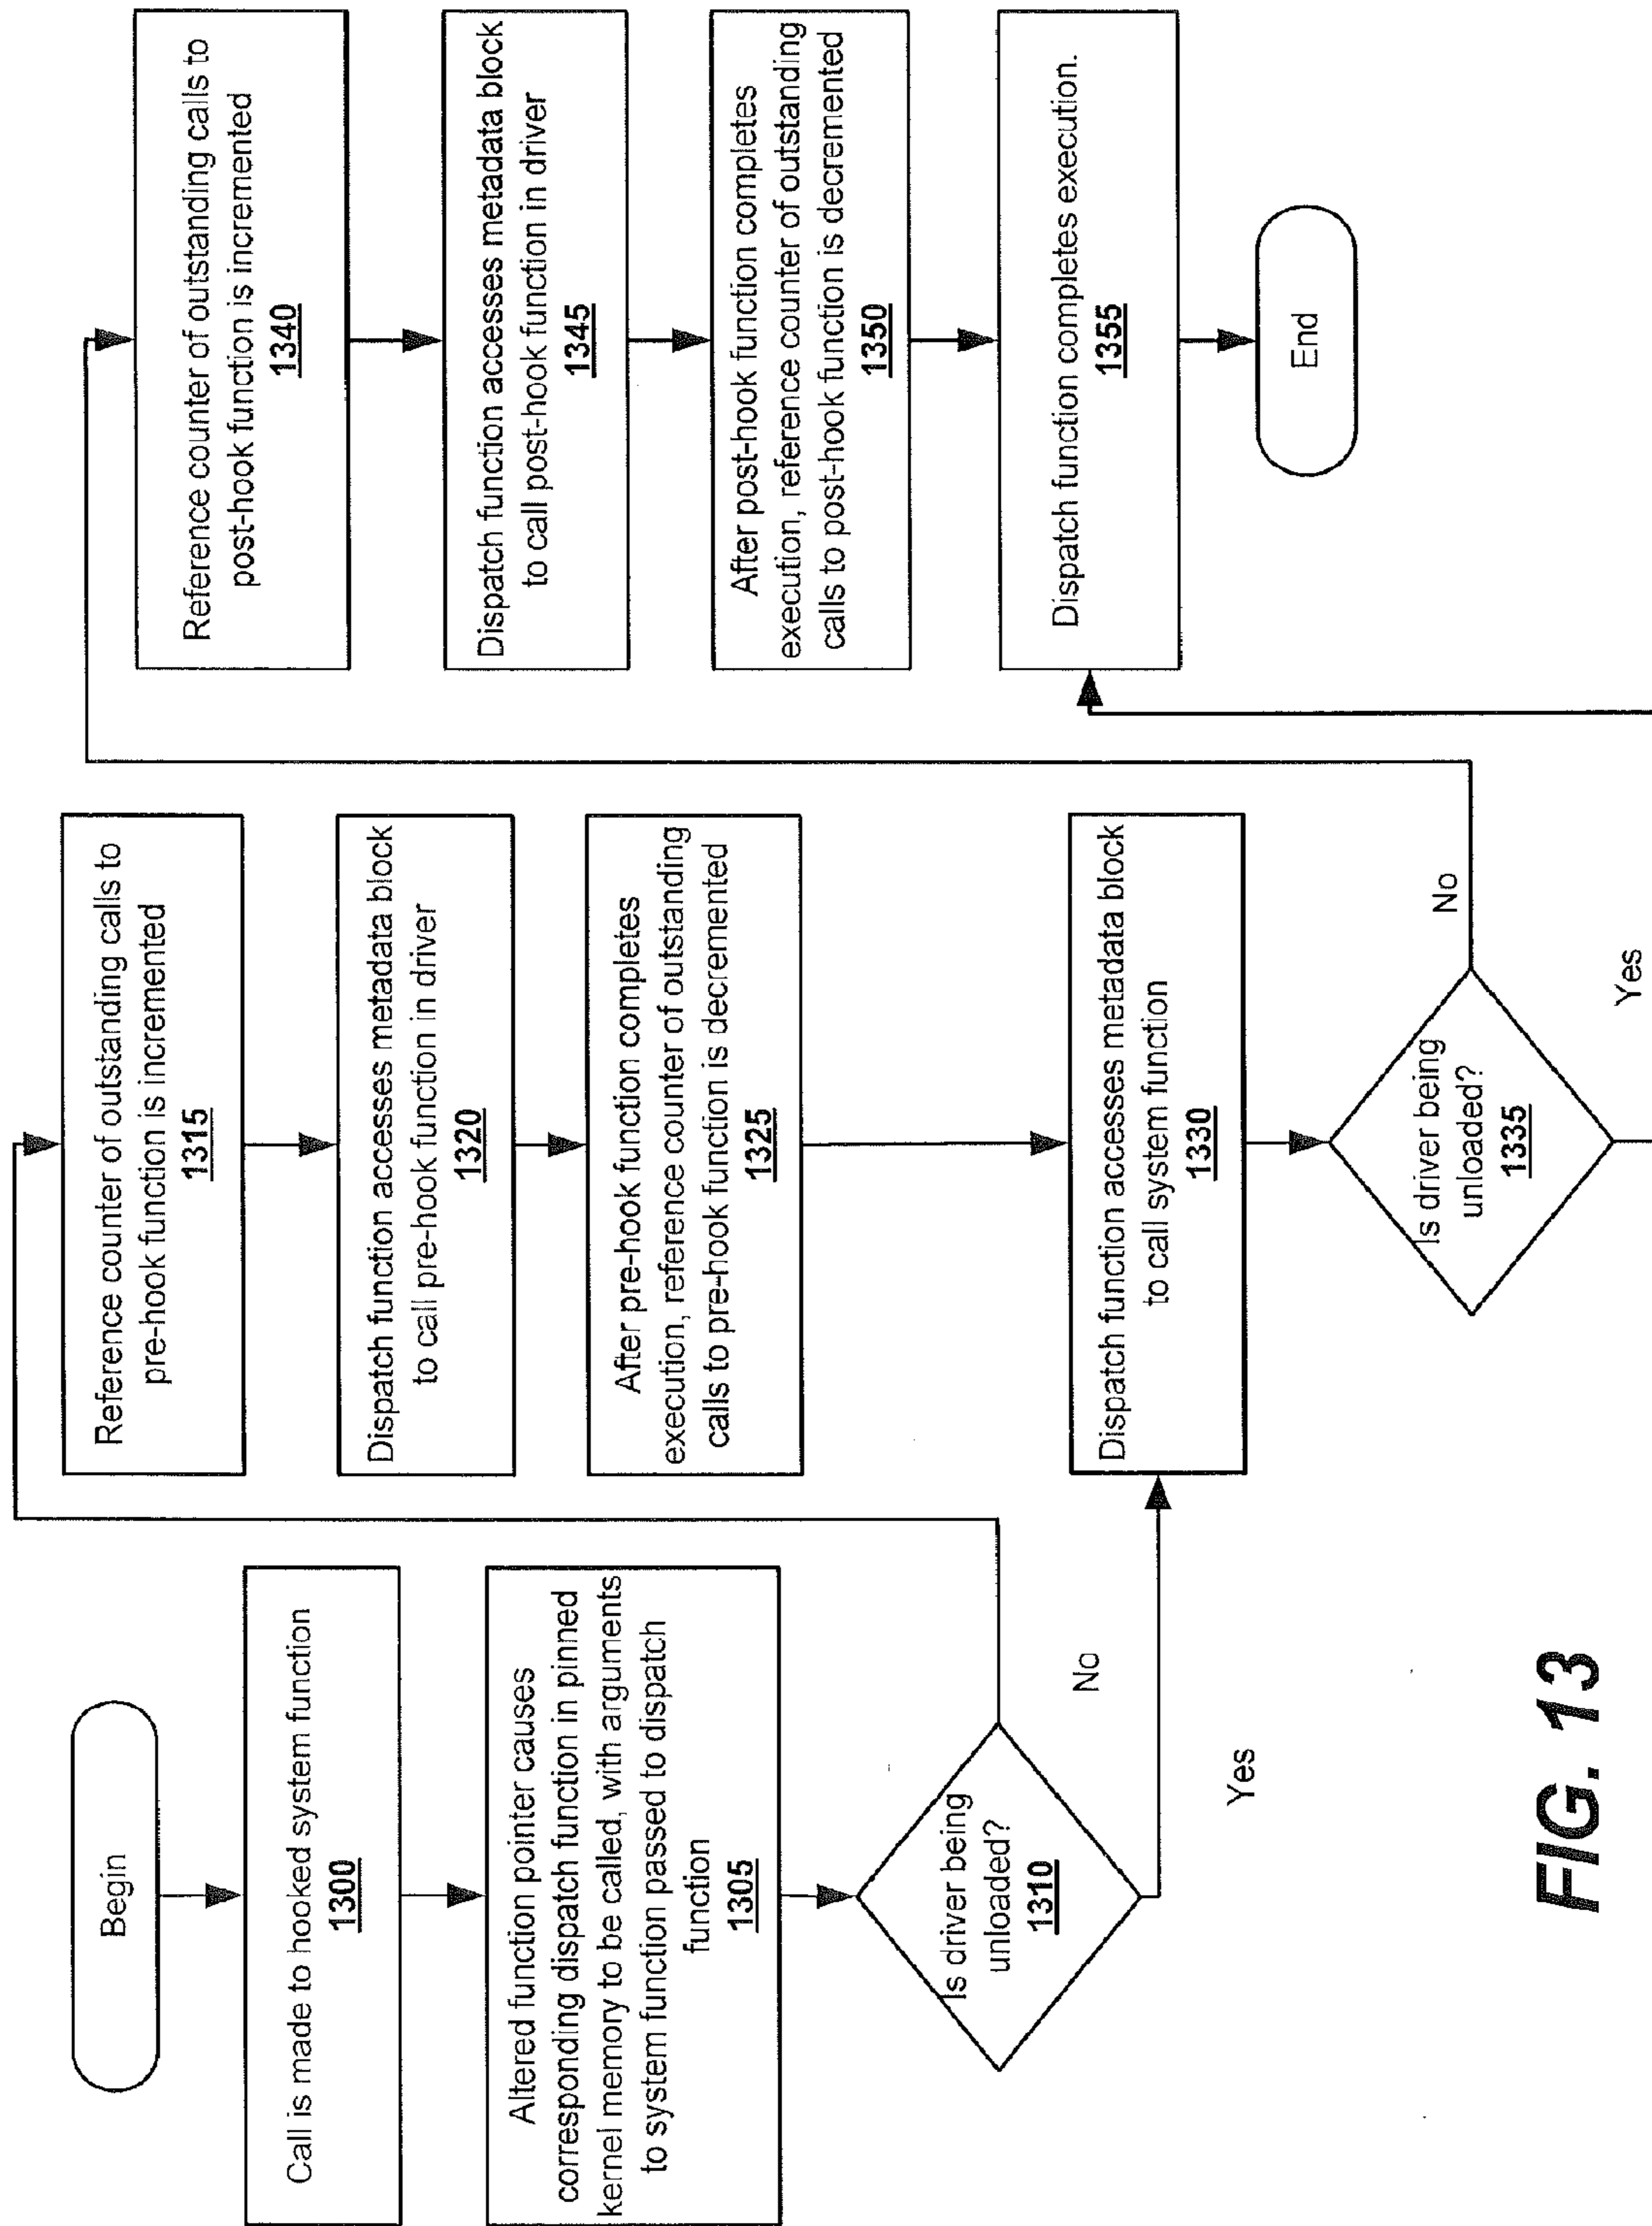 Begin
Call is made to hooked system function
1300
Altered function pointer causes
corresponding dispatch function in pinned
kernel memory to be called, with arguments
to system function passed to dispatch
function
1305
Is driver being
unloaded?
1310
No
Yes
Reference counter of outstanding calls to
pre-hook function is incremented
1315
Dispatch function accesses metadata block
to call pre-hook function in driver
1320
After pre-hook function completes
execution, reference counter of outstanding
calls to pre-hook function is decremented
1325
Dispatch function accesses metadata block
to call system function
1330
Is driver being
unloaded?
1335
No
Yes
Reference counter of outstanding calls to
post-hook function is incremented
1340
Dispatch function accesses metadata block
to call post-hook function in driver
1345
After post-hook function completes
execution, reference counter of outstanding
calls to post-hook function is decremented
1350
Dispatch function completes execution.
1355
End
FIG. 13